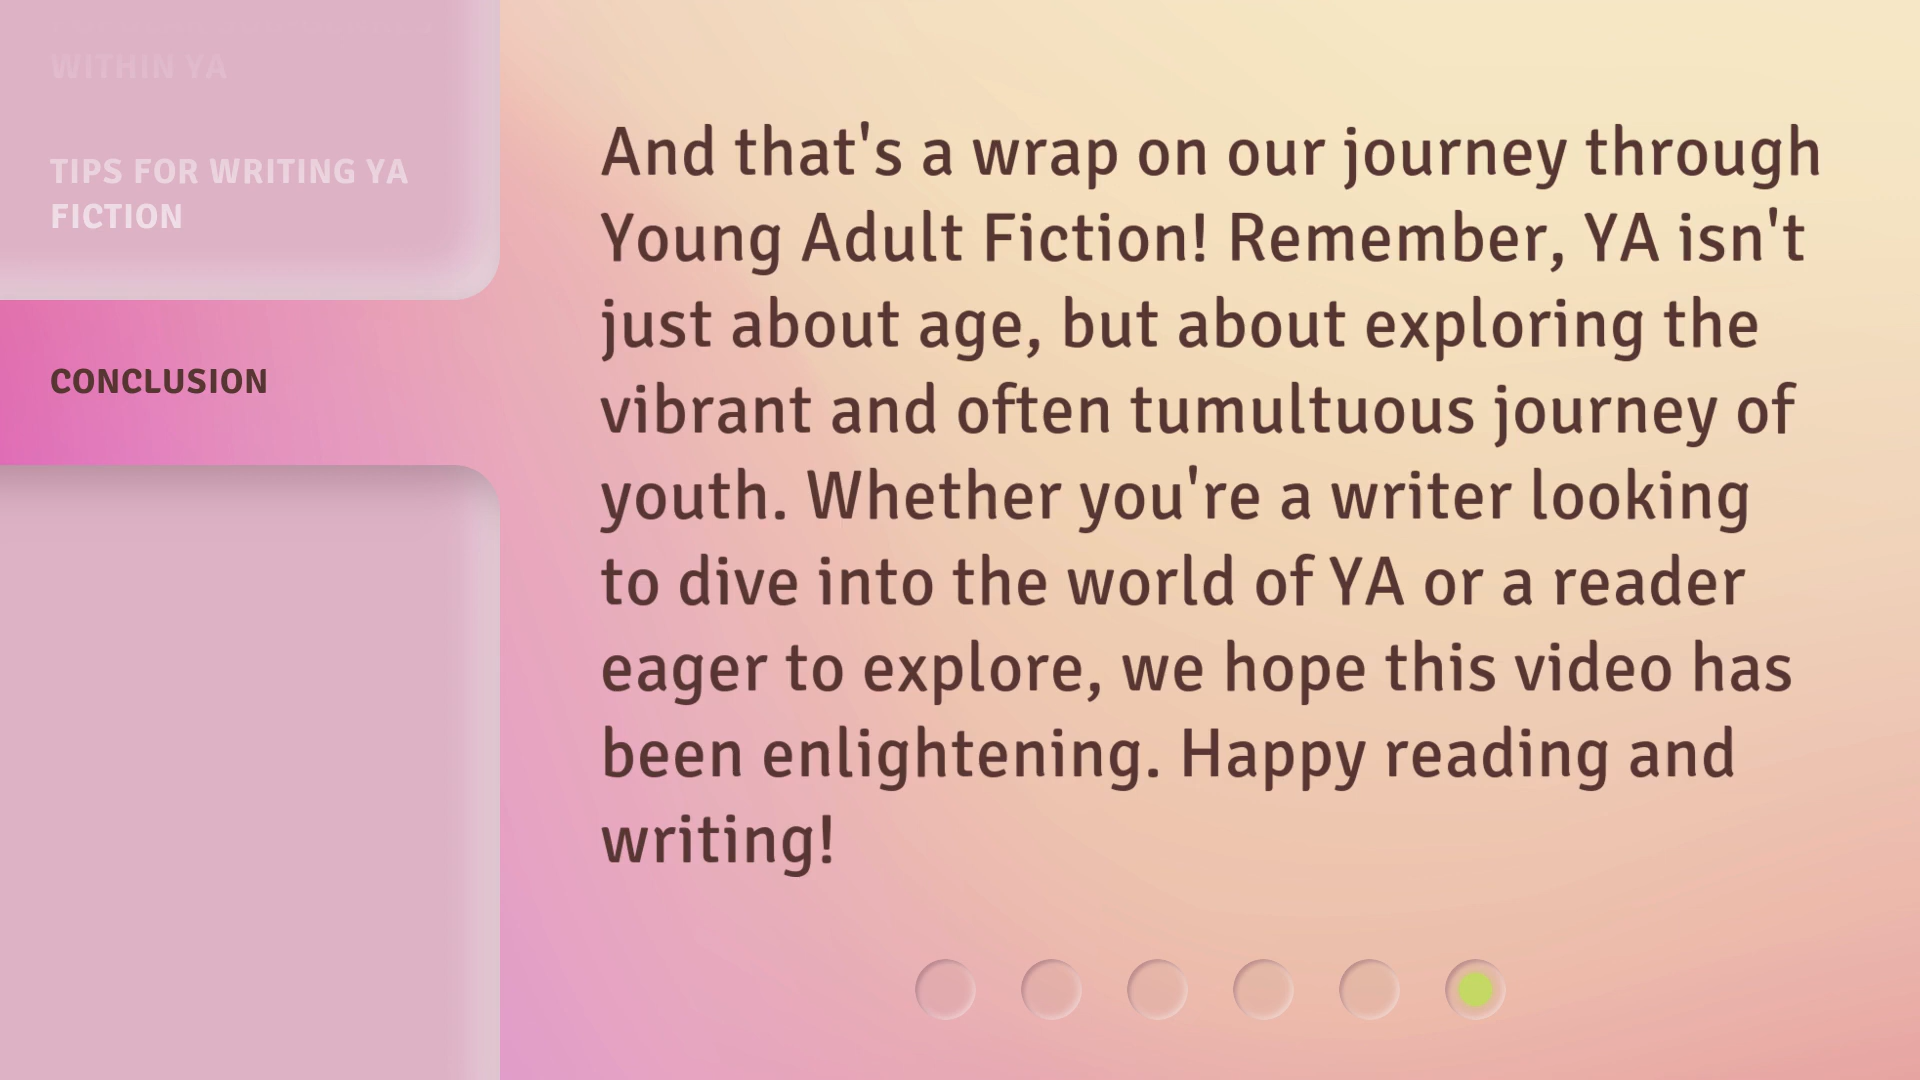 WITHIN YA
TIPS FOR WRITING YA
FICTION
CONCLUSION
And that's a wrap on our journey through
Young Adult Fiction! Remember, YA isn't
just about age, but about exploring the
vibrant and often tumultuous journey of
youth. Whether you're a writer looking
to dive into the world of YA or a reader
eager to explore, we hope this video has
been enlightening. Happy reading and
writing!